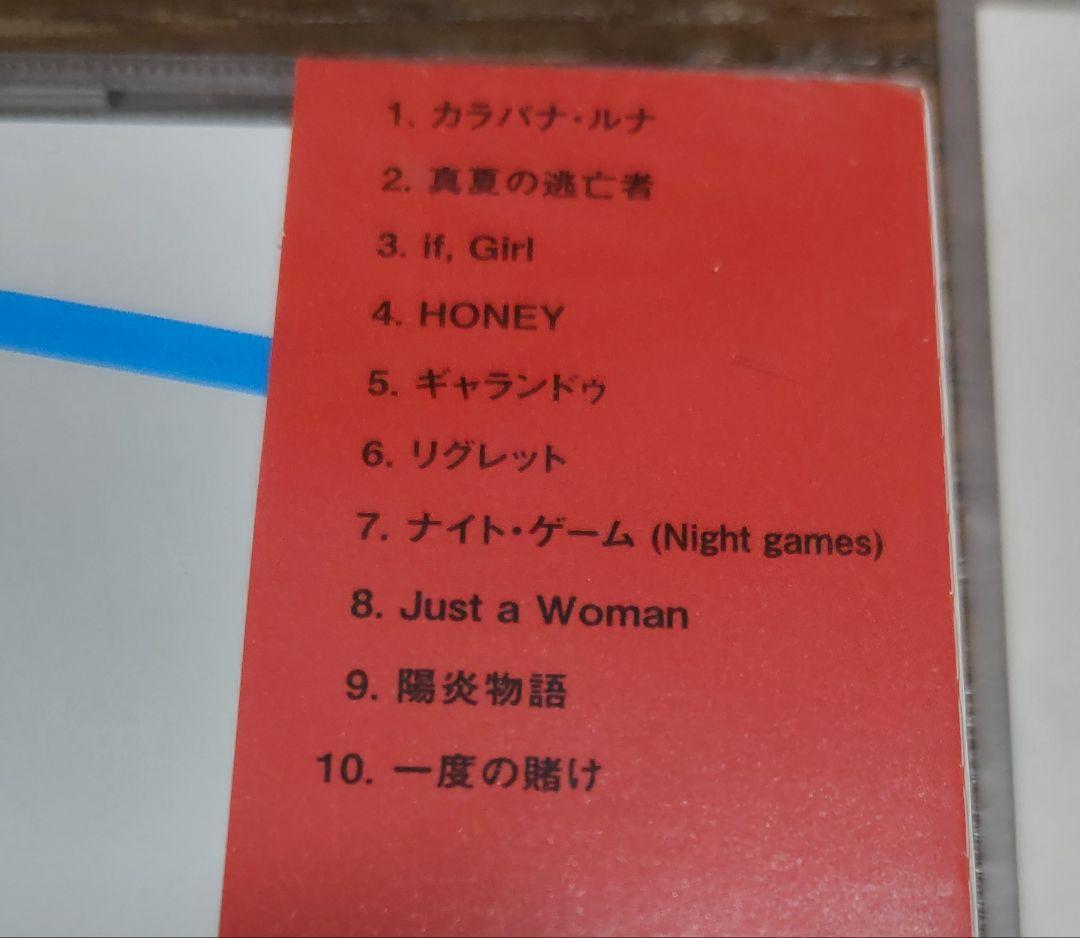 1. カラバナ・ルナ
2. 真夏の逃亡者
3. if, Girl
4. HONEY
5. ギャランドゥ
6. リグレット
7. ナイト・ゲーム (Night games)
8. Just a Woman
9. 陽炎物語
10. 一度の賭け